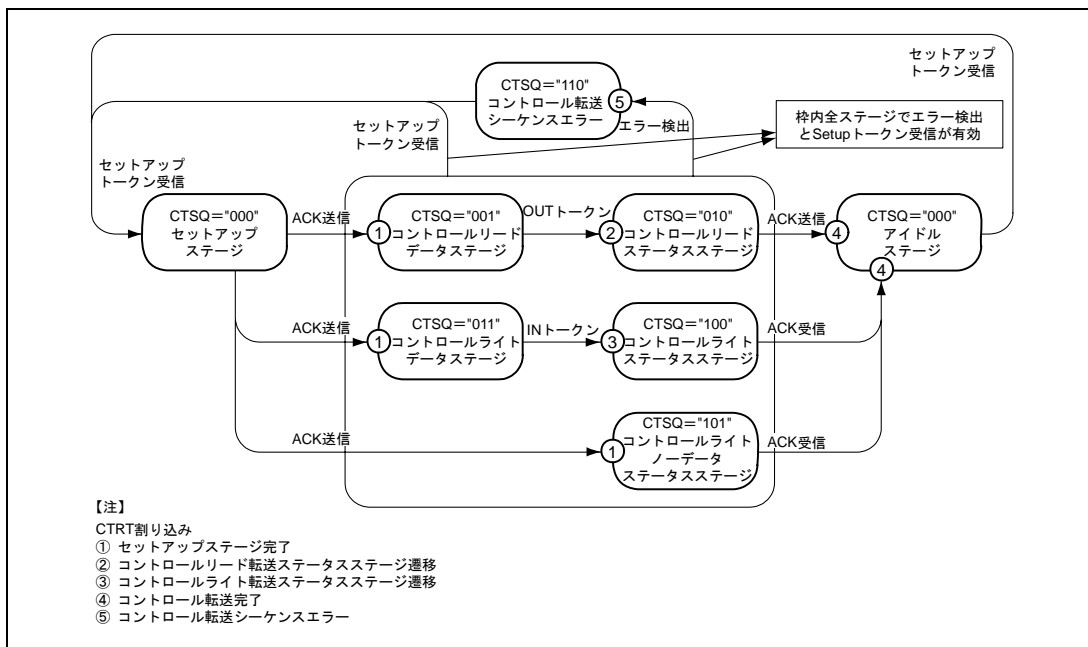 セットアップ
トークン受信
CTSQ＝"110"
コントロール転送
シーケンスエラー
⑤
エラー検出
セットアップ
トークン受信
枠内全ステージでエラー検出
とSetupトークン受信が有効
セットアップ
トークン受信
CTSQ＝"000"
セットアップ
ステージ
ACK送信
①
CTSQ＝"001"
コントロールリード
データステージ
OUTトークン
②
CTSQ＝"010"
コントロールリード
ステータスステージ
ACK送信
④
CTSQ＝"000"
アイドル
ステージ
④
ACK送信
①
CTSQ＝"011"
コントロールライト
データステージ
INトークン
③
CTSQ＝"100"
コントロールライト
ステータスステージ
ACK受信
ACK送信
①
CTSQ＝"101"
コントロールライト
ノーデータ
ステータスステージ
ACK受信
【注】
CTRT割り込み
① セットアップステージ完了
② コントロールリード転送ステータスステージ遷移
③ コントロールライト転送ステータスステージ遷移
④ コントロール転送完了
⑤ コントロール転送シーケンスエラー